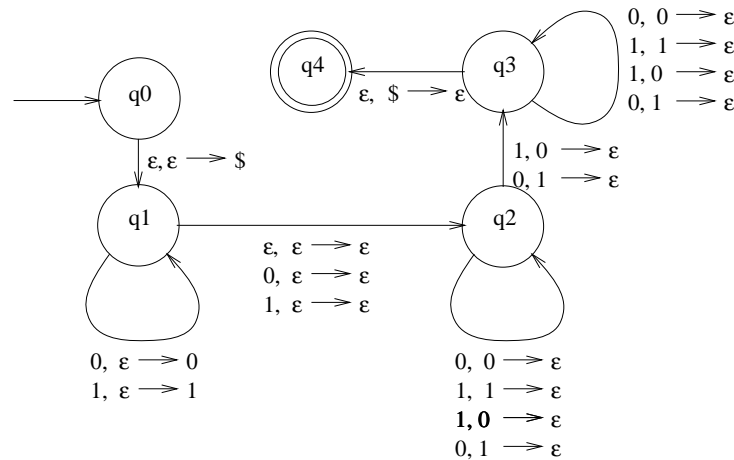 q0
ε,ε → $
q1
0, ε → 0
1, ε → 1
ε, ε → ε
0, ε → ε
1, ε → ε
q2
0, 0 → ε
1, 1 → ε
1, 0 → ε
0, 1 → ε
1, 0 → ε
0, 1 → ε
q3
0, 0 → ε
1, 1 → ε
1, 0 → ε
0, 1 → ε
ε, $ → ε
q4